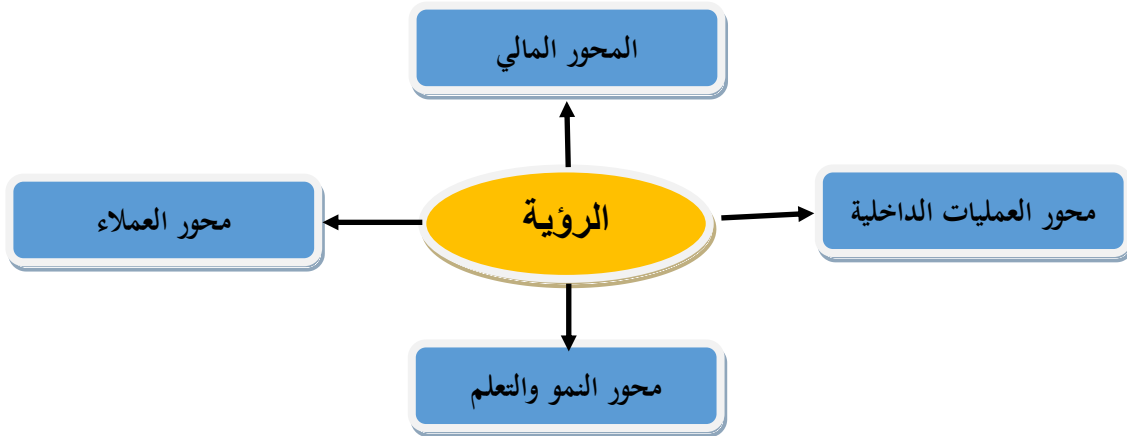 المحور المالي
محور العمليات الداخلية
الرؤية
محور العملاء
محور النمو والتعلم